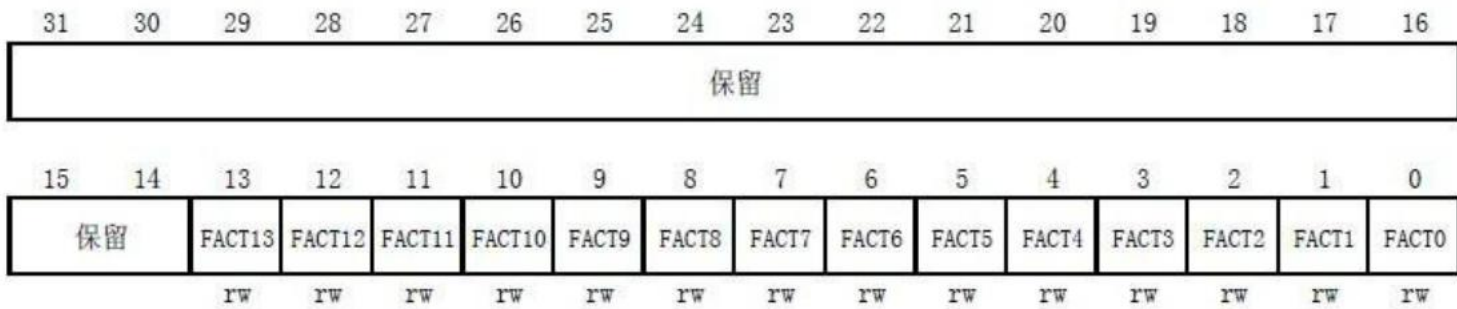 31 30 29 28 27 26 25 24 23 22 21 20 19 18 17 16
保留
15 14 13 12 11 10 9 8 7 6 5 4 3 2 1 0
保留 FACT13 FACT12 FACT11 FACT10 FACT9 FACT8 FACT7 FACT6 FACT5 FACT4 FACT3 FACT2 FACT1 FACT0
rw rw rw rw rw rw rw rw rw rw rw rw rw rw